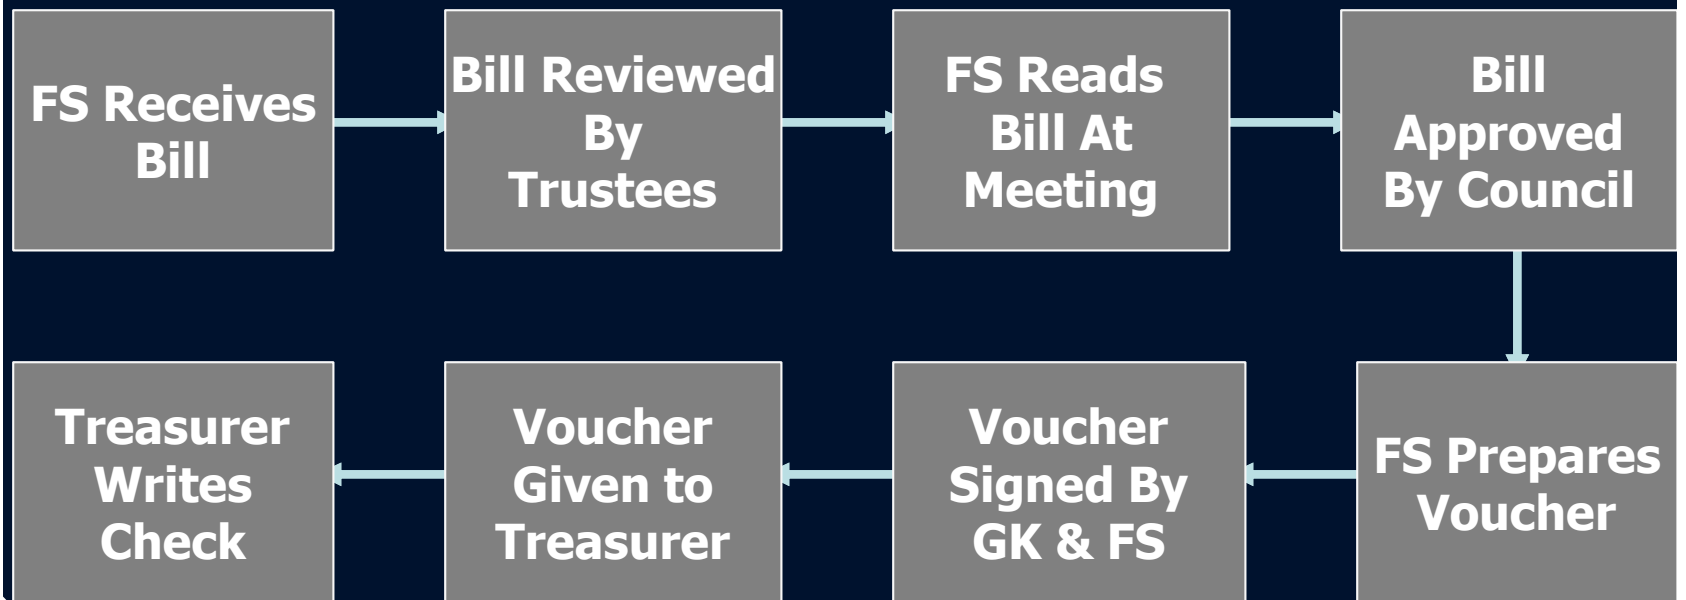 FS Receives
Bill
Bill Reviewed
By
Trustees
FS Reads
Bill At
Meeting
Bill
Approved
By Council
FS Prepares
Voucher
Voucher
Signed By
GK & FS
Voucher
Given to
Treasurer
Treasurer
Writes
Check